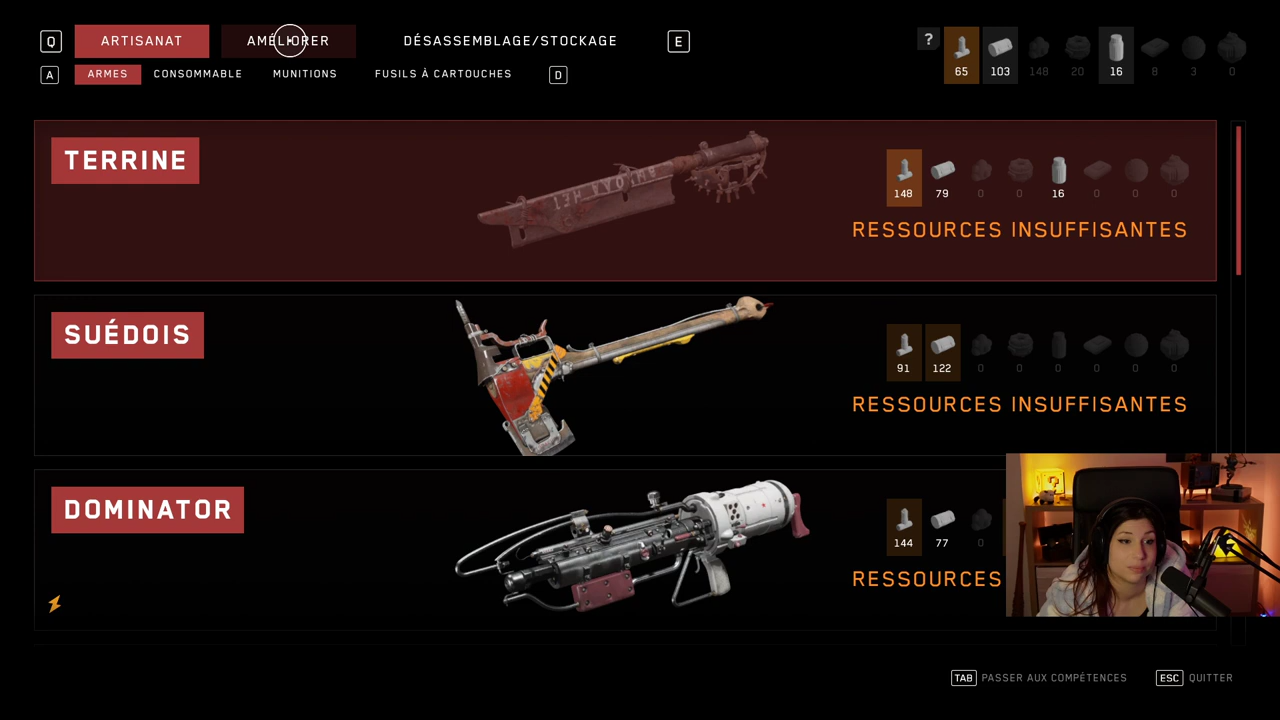 Q ARTISANAT AMÉLIORER DÉSASSEMBLAGE/STOCKAGE E ?
65 103 148 20 16 8 3 0
A ARMES CONSOMMABLE MUNITIONS FUSILS À CARTOUCHES D
TERRINE
148 79 0 0 16 0 0 0
RESSOURCES INSUFFISANTES
SUÉDOIS
91 122 0 0 0 0 0 0
RESSOURCES INSUFFISANTES
DOMINATOR
144 77 0
RESSOURCES
TAB PASSER AUX COMPÉTENCES ESC QUITTER